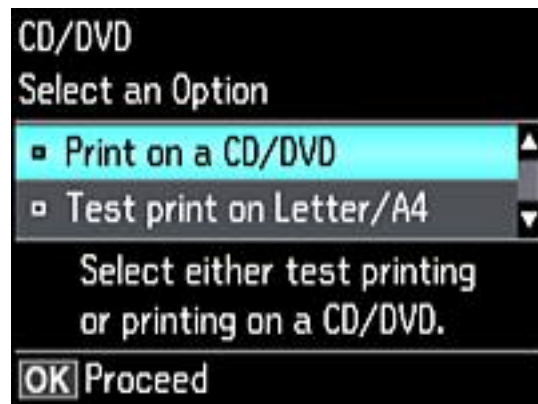 CD/DVD
Select an Option
Print on a CD/DVD
Test print on Letter/A4
Select either test printing
or printing on a CD/DVD.
OK Proceed